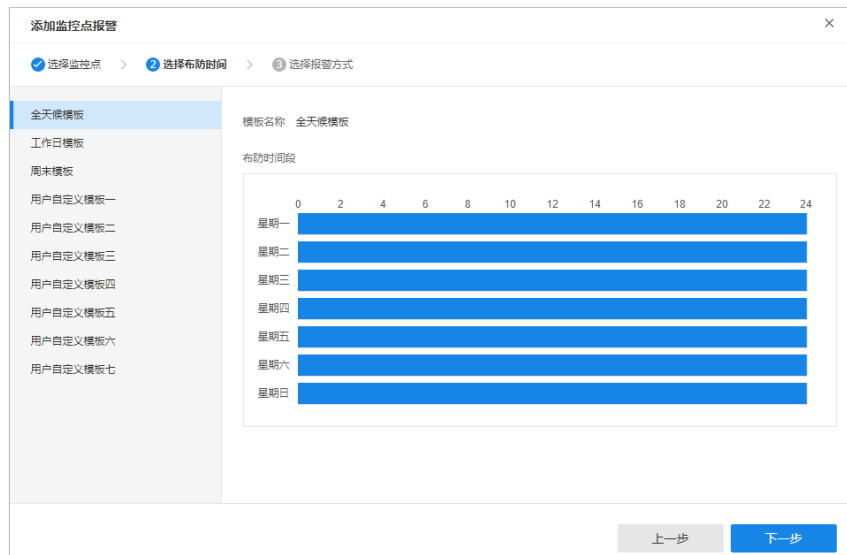 添加监控点报警
选择监控点 > 2 选择布防时间 > 3 选择报警方式
全天候模板
工作日模板
周末模板
用户自定义模板一
用户自定义模板二
用户自定义模板三
用户自定义模板四
用户自定义模板五
用户自定义模板六
用户自定义模板七
模板名称 全天候模板
布防时间段
0 2 4 6 8 10 12 14 16 18 20 22 24
星期一
星期二
星期三
星期四
星期五
星期六
星期日
上一步 下一步